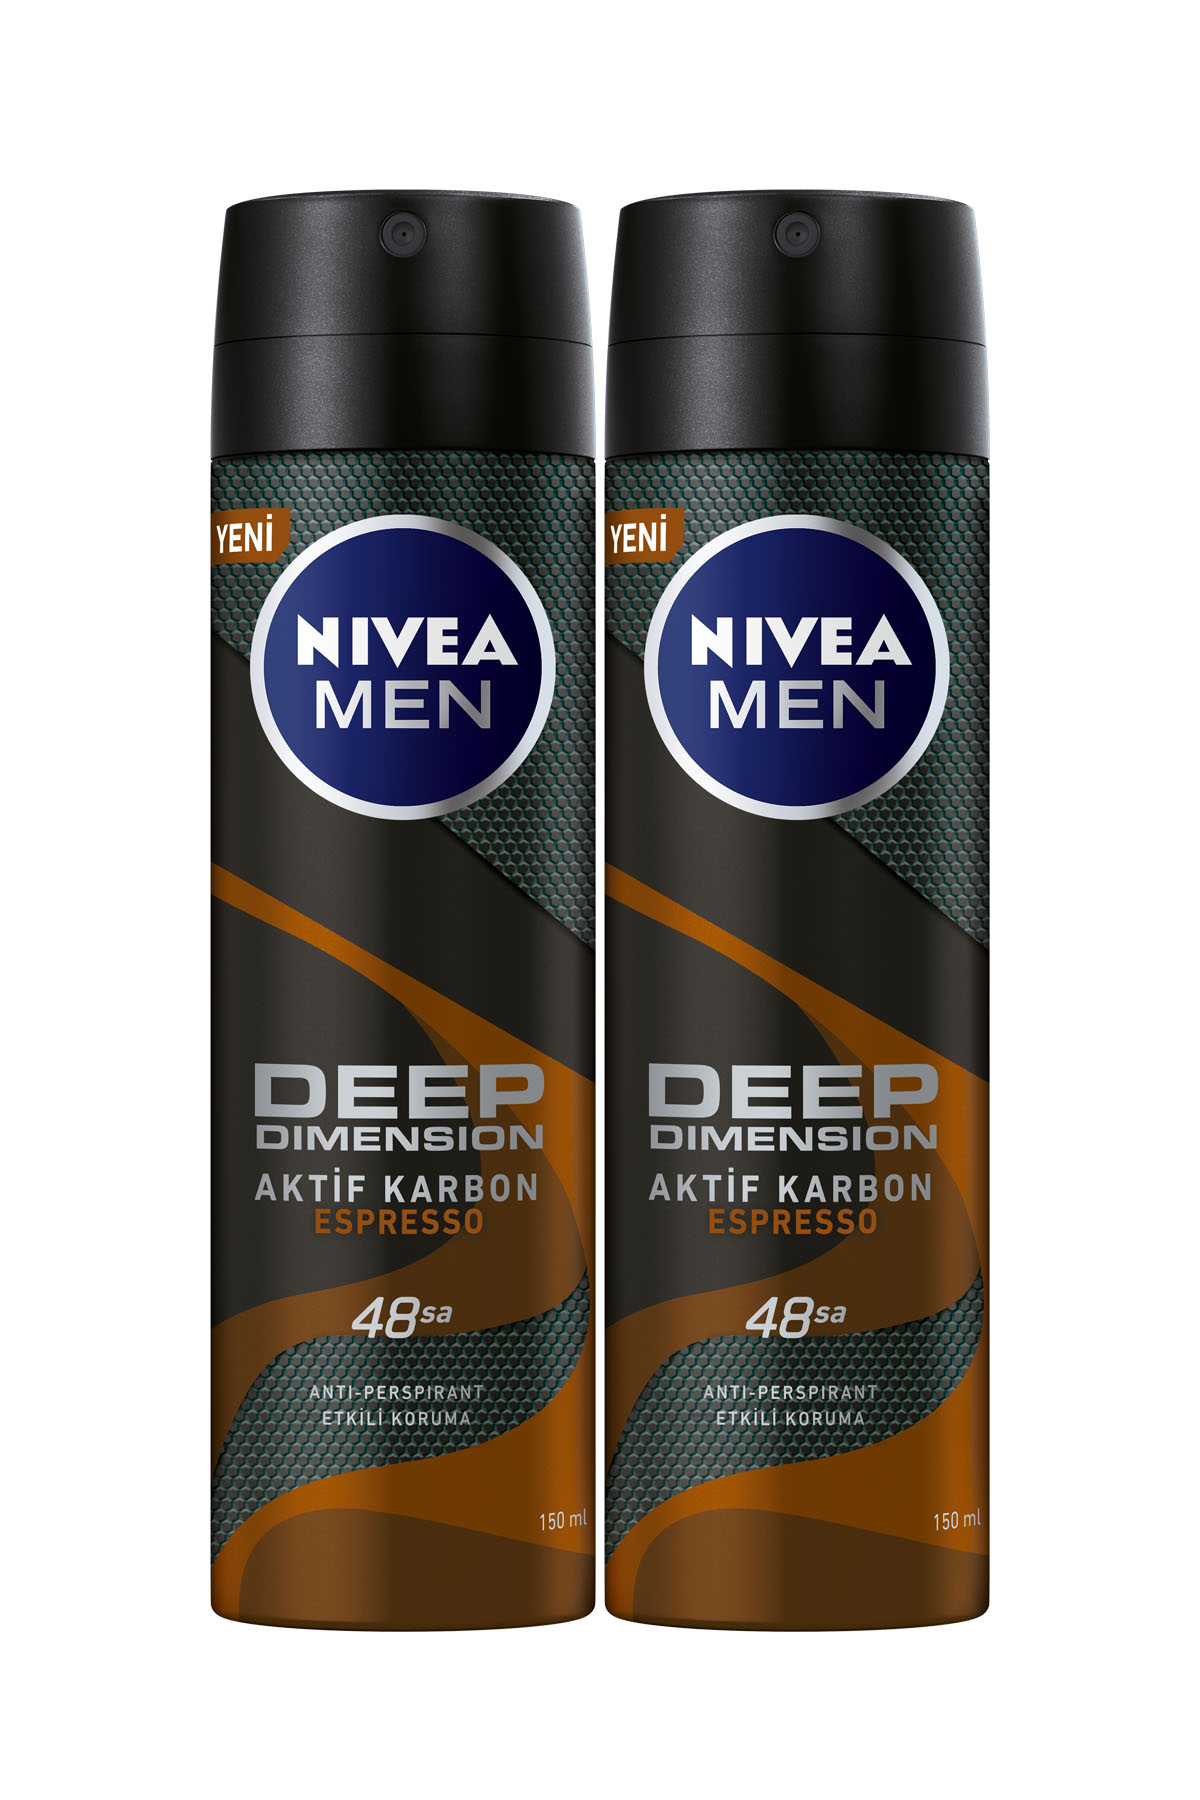 YENİ
NIVEA
MEN
DEEP
DIMENSION
AKTİF KARBON
ESPRESSO
48sa
ANTI-PERSPIRANT
ETKİLİ KORUMA
150 ml
YENİ
NIVEA
MEN
DEEP
DIMENSION
AKTİF KARBON
ESPRESSO
48sa
ANTI-PERSPIRANT
ETKİLİ KORUMA
150 ml